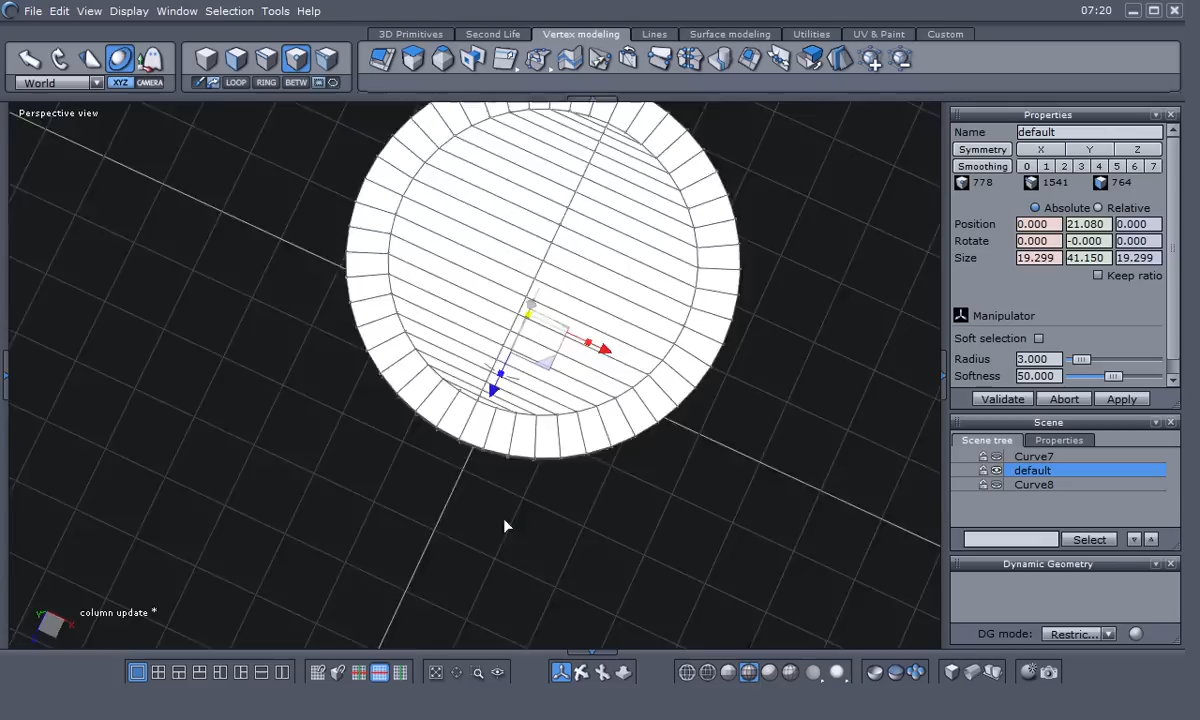 File Edit Display Window Selection Tools Help
07:20
3D Primitives Second Life Vertex modeling Lines Surface modeling Utilities UV & Paint Custom
World XYZ CAMERA LOOP RING BETW
Perspective view
Properties
Name default
Symmetry X Y Z
Smoothing 0 1 2 3 4 5 6 7
778 1541 764
Absolute Relative
Position 0.000 21.080 0.000
Rotate 0.000 -0.000 0.000
Size 19.299 41.150 19.299
Keep ratio
Manipulator
Soft selection
Radius 3.000
Softness 50.000
Validate Abort Apply
Scene
Scene tree Properties
Curve7
default
Curve8
Select
Dynamic Geometry
DG mode: Restric...
column update *
Y X